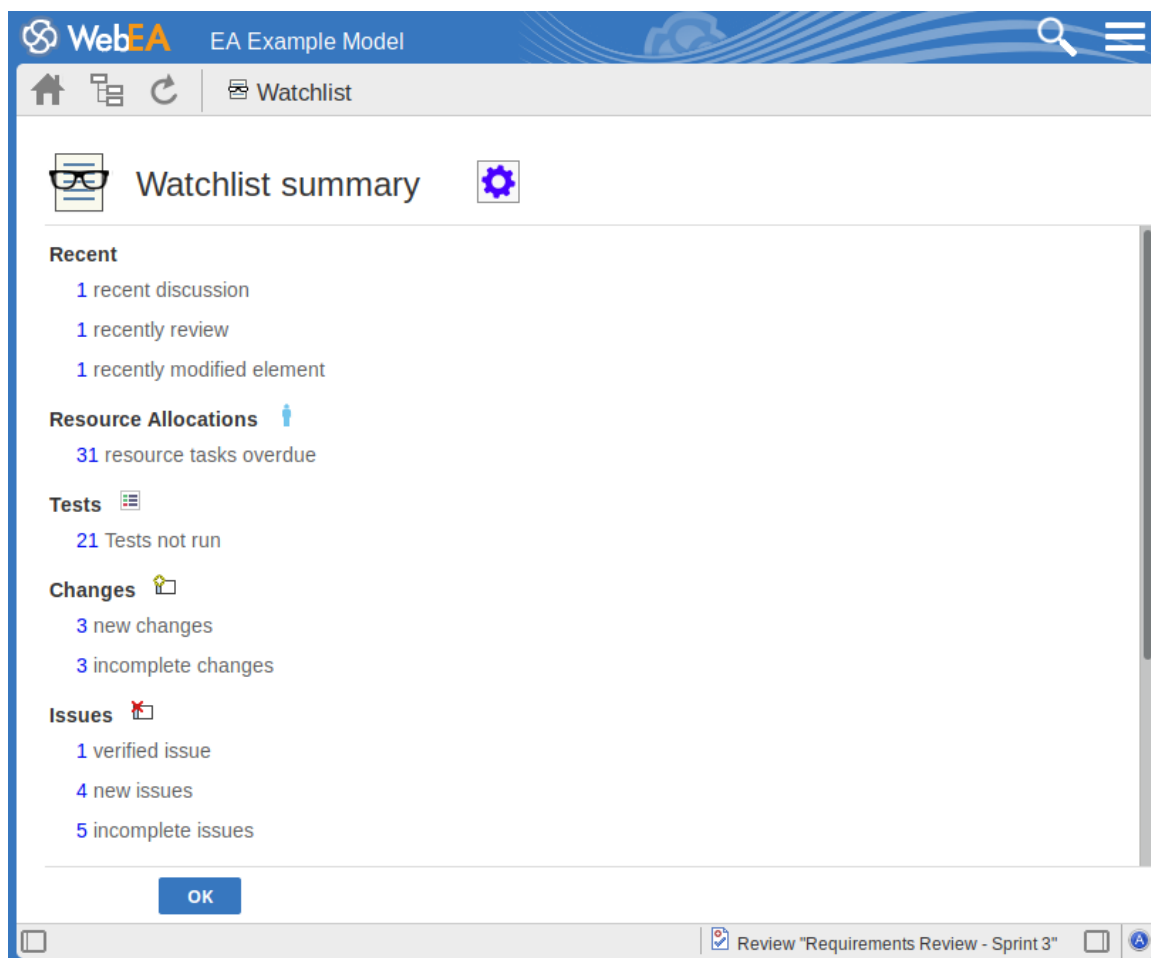 WebEA EA Example Model
Watchlist
Watchlist summary
Recent
1 recent discussion
1 recently review
1 recently modified element
Resource Allocations
31 resource tasks overdue
Tests
21 Tests not run
Changes
3 new changes
3 incomplete changes
Issues
1 verified issue
4 new issues
5 incomplete issues
OK
Review "Requirements Review - Sprint 3" A